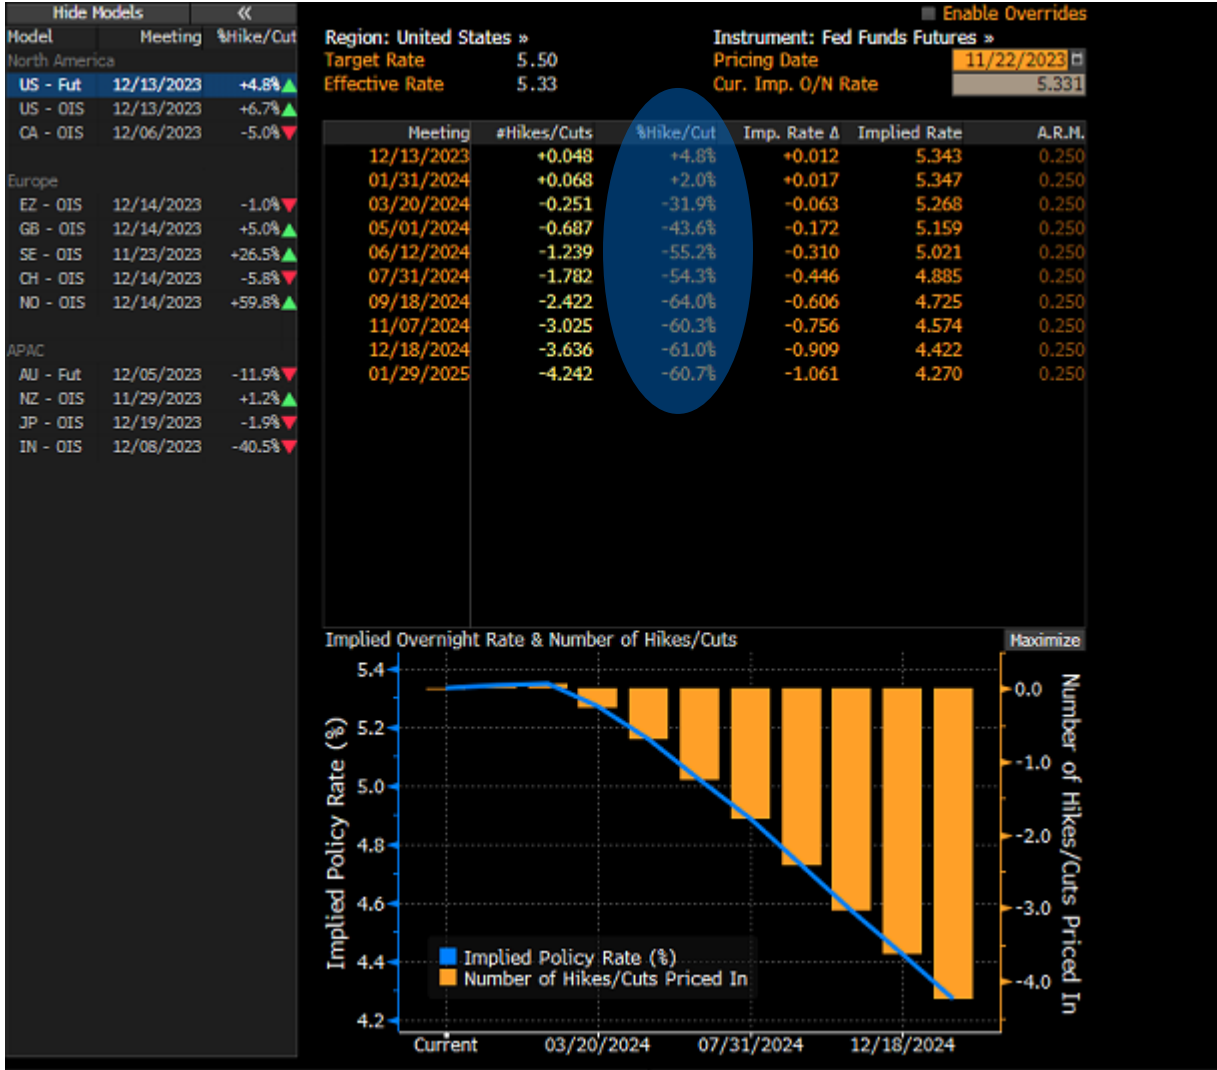 Hide Models «
Model Meeting %Hike/Cut
North America
US - Fut 12/13/2023 +4.8%
US - OIS 12/13/2023 +6.7%
CA - OIS 12/06/2023 -5.0%
Europe
EZ - OIS 12/14/2023 -1.0%
GB - OIS 12/14/2023 +5.0%
SE - OIS 11/23/2023 +26.5%
CH - OIS 12/14/2023 -5.8%
NO - OIS 12/14/2023 +59.8%
APAC
AU - Fut 12/05/2023 -11.9%
NZ - OIS 11/29/2023 +1.2%
JP - OIS 12/19/2023 -1.9%
IN - OIS 12/08/2023 -40.5%
Enable Overrides
Region: United States » Instrument: Fed Funds Futures »
Target Rate 5.50 Pricing Date 11/22/2023
Effective Rate 5.33 Cur. Imp. O/N Rate 5.331
Meeting #Hikes/Cuts %Hike/Cut Imp. Rate Δ Implied Rate A.R.M.
12/13/2023 +0.048 +4.8% +0.012 5.343 0.250
01/31/2024 +0.068 +2.0% +0.017 5.347 0.250
03/20/2024 -0.251 -31.9% -0.063 5.268 0.250
05/01/2024 -0.687 -43.6% -0.172 5.159 0.250
06/12/2024 -1.239 -55.2% -0.310 5.021 0.250
07/31/2024 -1.782 -54.3% -0.446 4.885 0.250
09/18/2024 -2.422 -64.0% -0.606 4.725 0.250
11/07/2024 -3.025 -60.3% -0.756 4.574 0.250
12/18/2024 -3.636 -61.0% -0.909 4.422 0.250
01/29/2025 -4.242 -60.7% -1.061 4.270 0.250
Implied Overnight Rate & Number of Hikes/Cuts Maximize
Implied Policy Rate (%)
5.4
5.2
5.0
4.8
4.6
4.4
4.2
Implied Policy Rate (%)
Number of Hikes/Cuts Priced In
0.0
-1.0
-2.0
-3.0
-4.0
Number of Hikes/Cuts Priced In
Current 03/20/2024 07/31/2024 12/18/2024